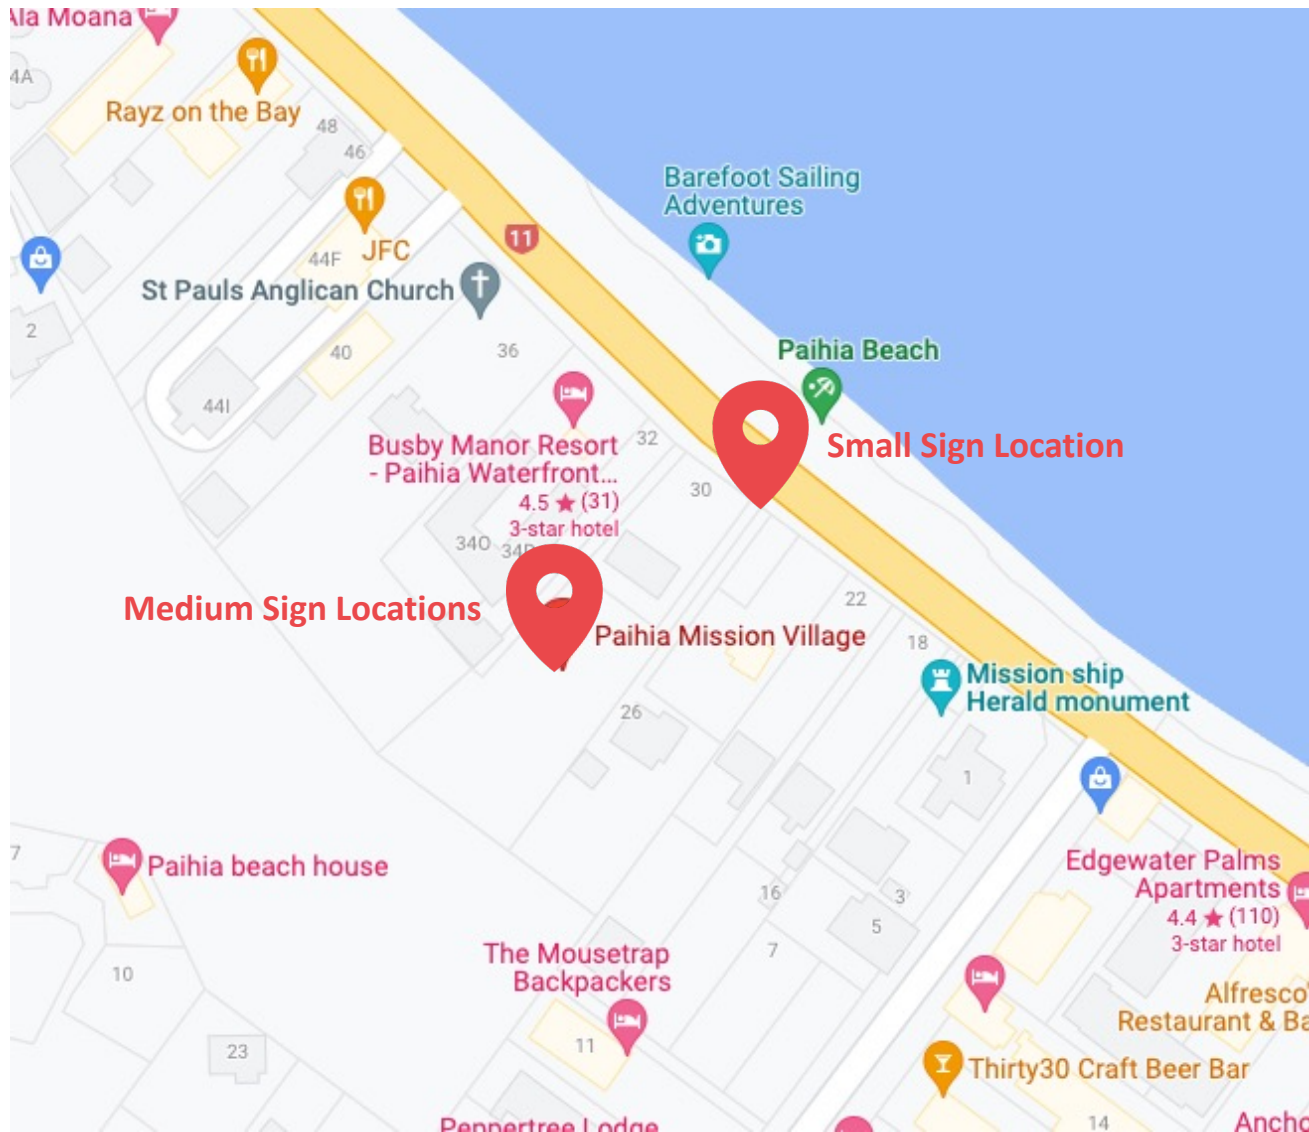 Ala Moana
4A
Rayz on the Bay
48
46
Barefoot Sailing
Adventures
11
44F
JFC
St Pauls Anglican Church
2
40
36
Paihia Beach
44I
Busby Manor Resort
- Paihia Waterfront...
4.5 ★ (31)
3-star hotel
32
Small Sign Location
30
34O
Medium Sign Locations
22
Paihia Mission Village
18
Mission ship
Herald monument
26
1
7
Paihia beach house
Edgewater Palms
Apartments
4.4 ★ (110)
3-star hotel
16
3
5
7
The Mousetrap
Backpackers
10
Alfresco'
Restaurant & Ba
23
11
Thirty30 Craft Beer Bar
14
Peppertree Lodge
Ancho